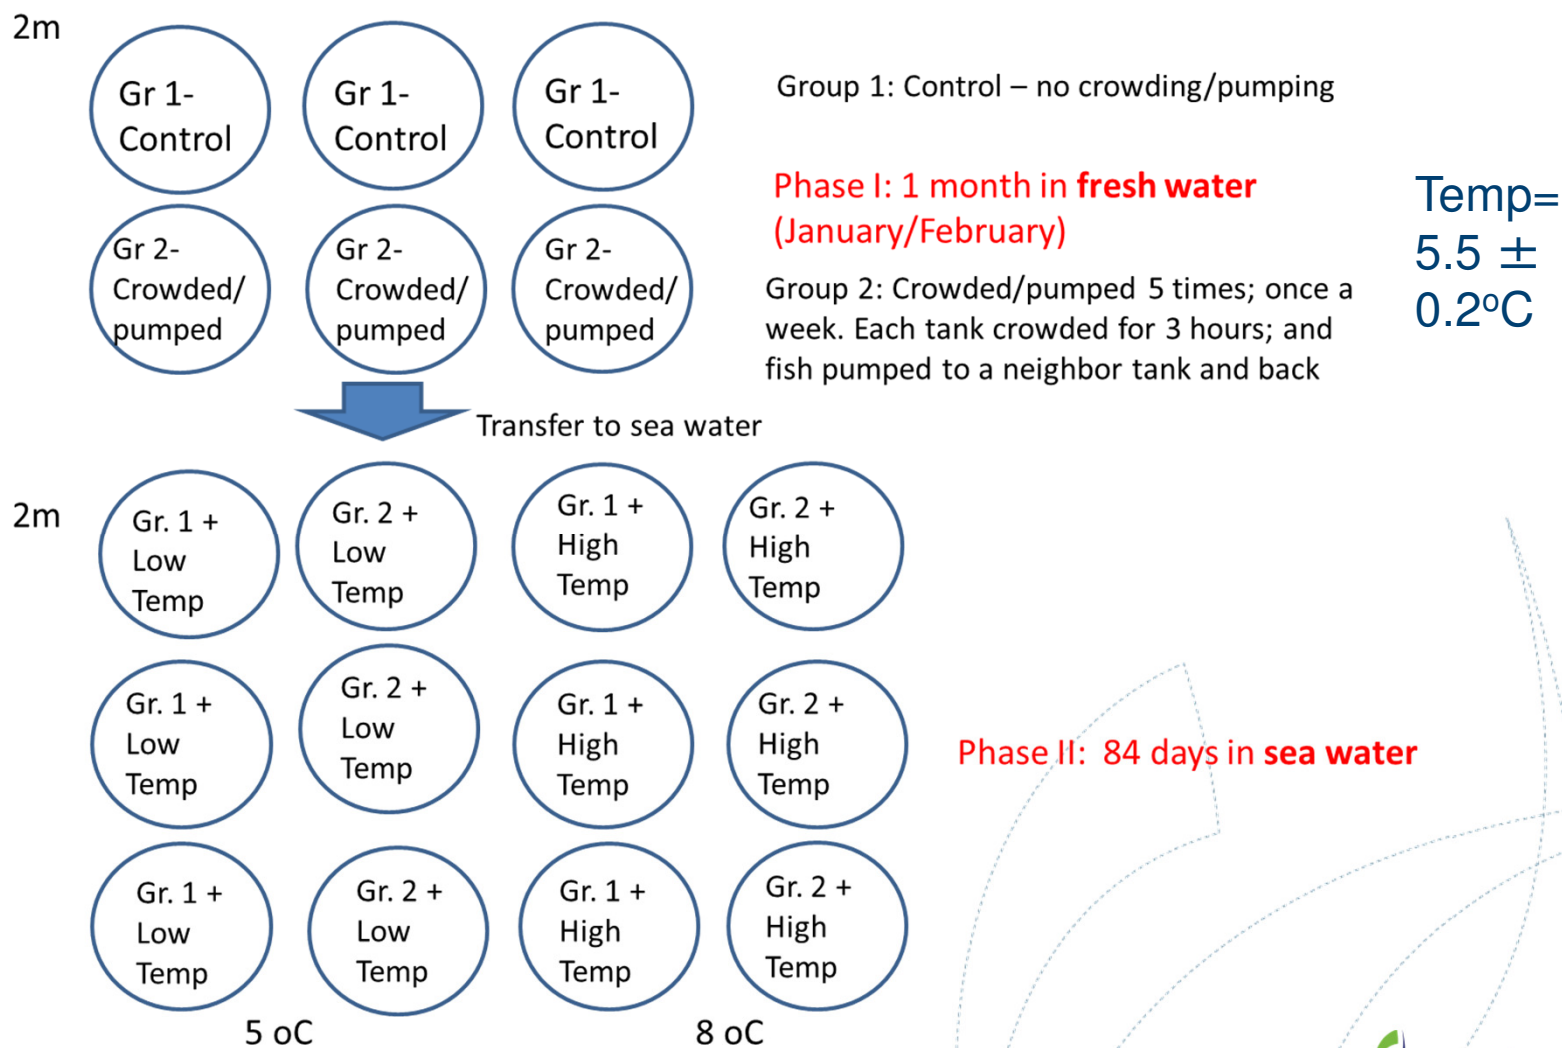 2m
Gr 1-
Control
Gr 1-
Control
Gr 1-
Control
Group 1: Control – no crowding/pumping
Phase I: 1 month in fresh water
(January/February)
Temp=
5.5 ±
0.2ºC
Gr 2-
Crowded/
pumped
Gr 2-
Crowded/
pumped
Gr 2-
Crowded/
pumped
Group 2: Crowded/pumped 5 times; once a
week. Each tank crowded for 3 hours; and
fish pumped to a neighbor tank and back
Transfer to sea water
2m
Gr. 1 +
Low
Temp
Gr. 2 +
Low
Temp
Gr. 1 +
High
Temp
Gr. 2 +
High
Temp
Gr. 1 +
Low
Temp
Gr. 2 +
Low
Temp
Gr. 1 +
High
Temp
Gr. 2 +
High
Temp
Phase II: 84 days in sea water
Gr. 1 +
Low
Temp
Gr. 2 +
Low
Temp
Gr. 1 +
High
Temp
Gr. 2 +
High
Temp
5 oC
8 oC